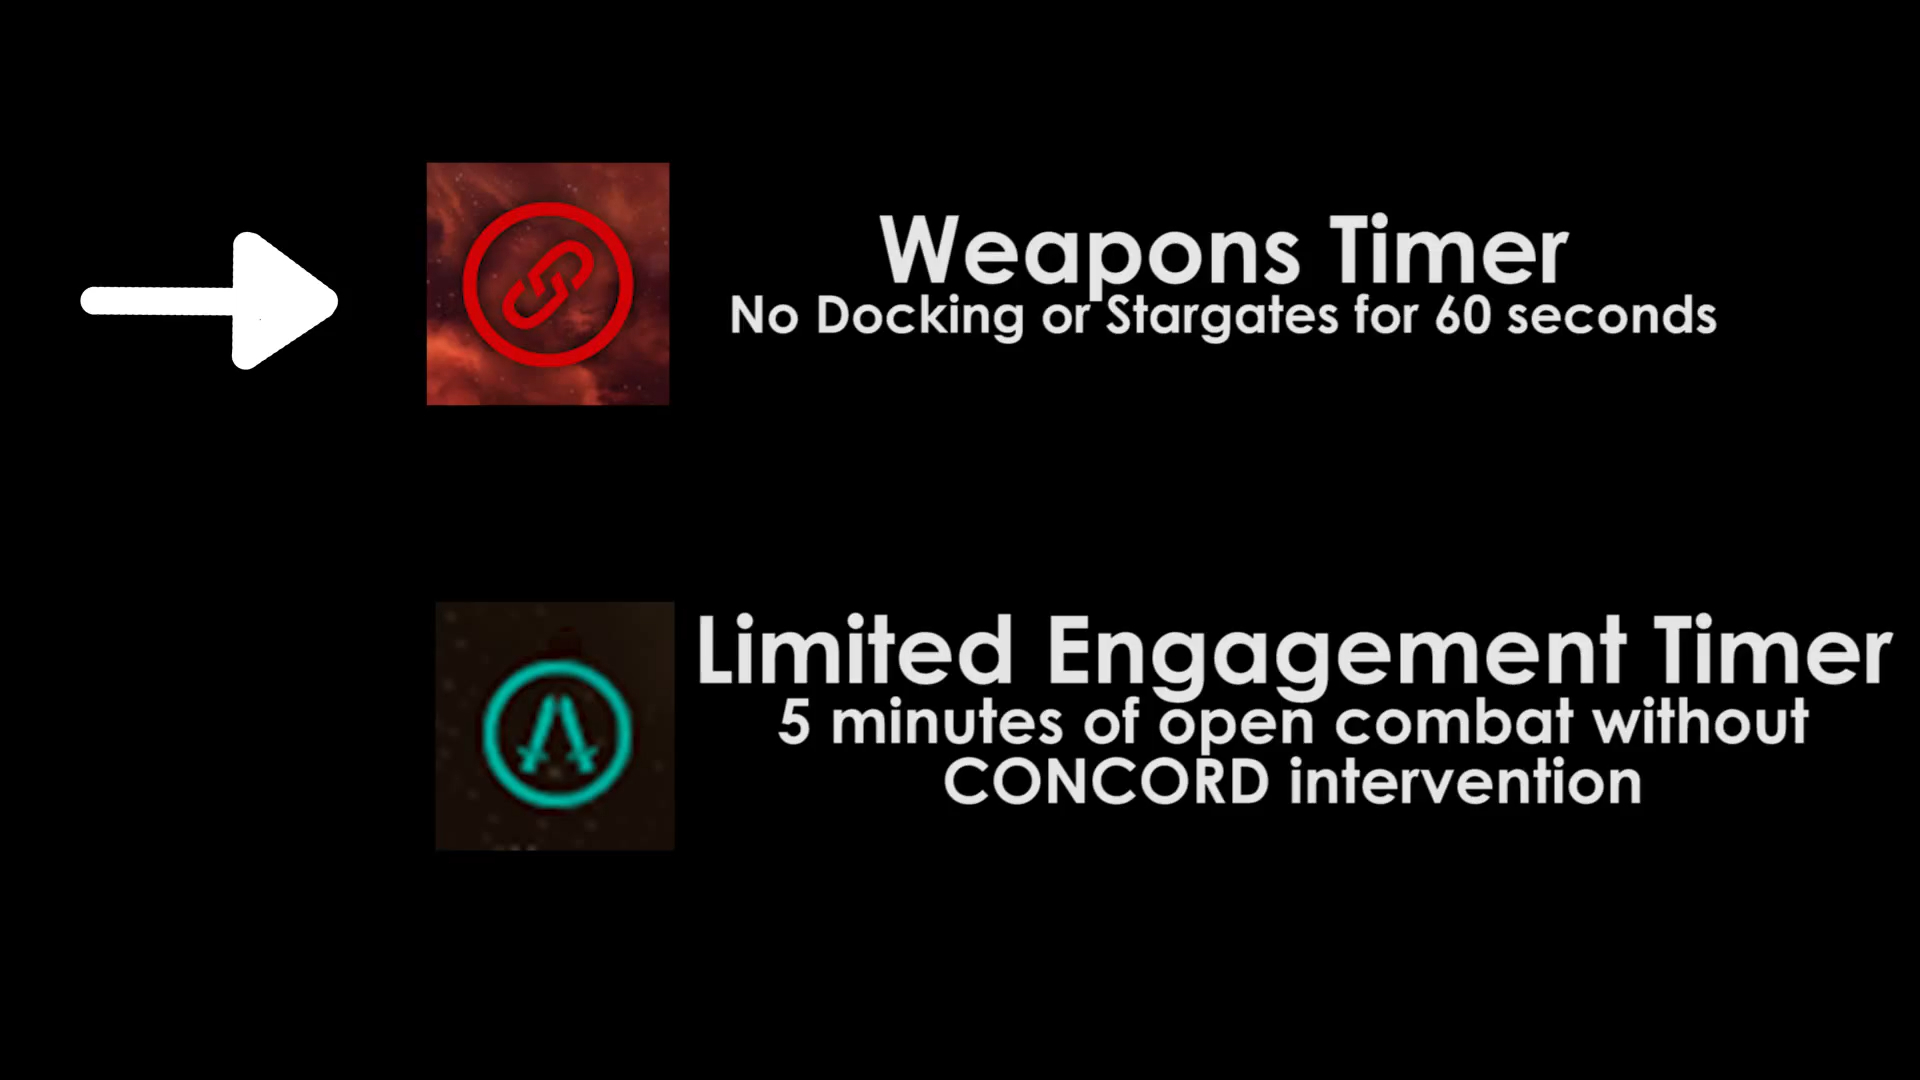 Weapons Timer
No Docking or Stargates for 60 seconds
Limited Engagement Timer
5 minutes of open combat without
CONCORD intervention